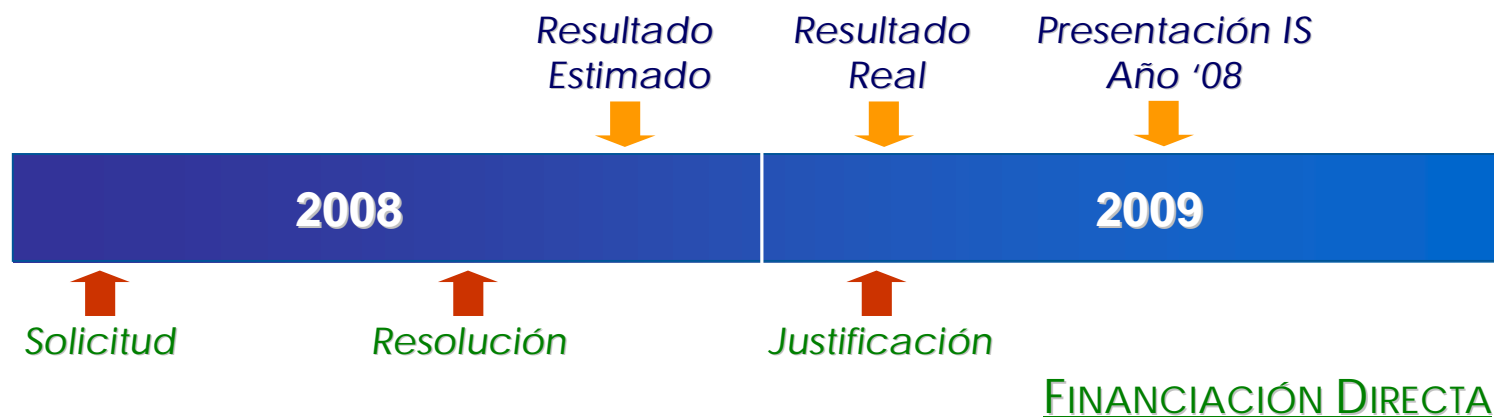 Resultado
Estimado
Resultado
Real
Presentación IS
Año ‘08
2008
2009
Solicitud
Resolución
Justificación
FINANCIACIÓN DIRECTA